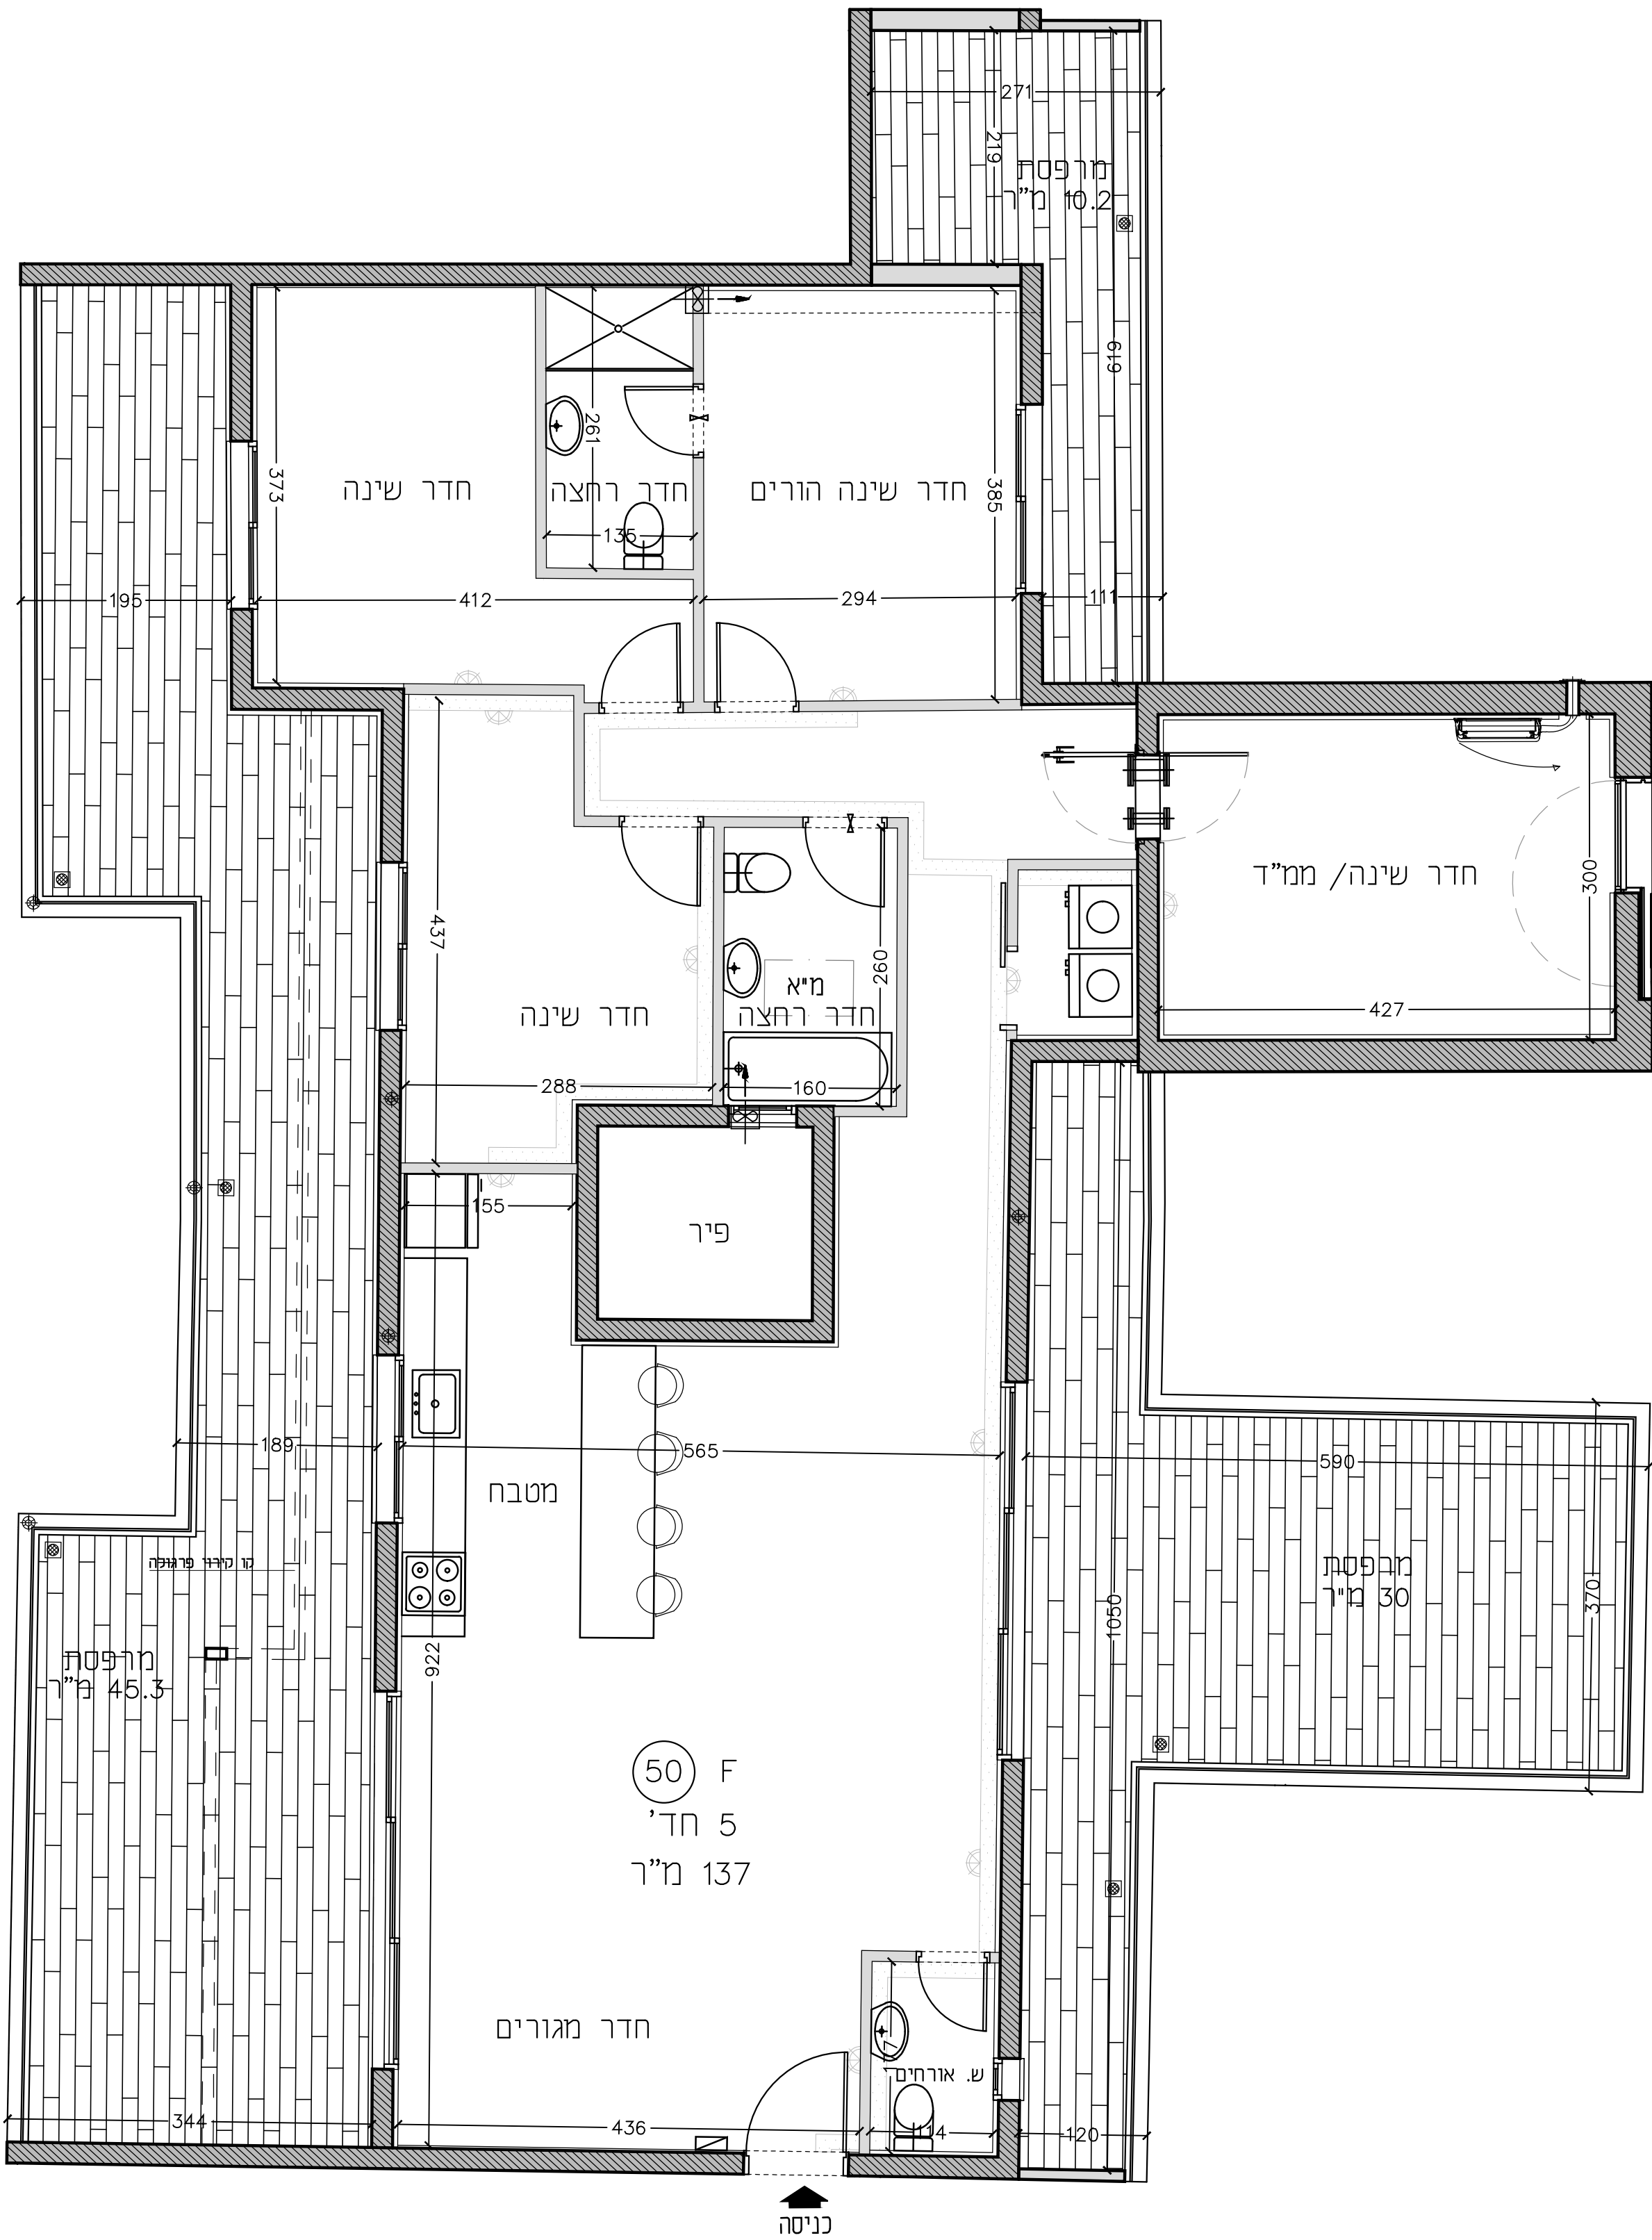 271
219
מרפסת
10.2 מ"ר
619
373
חדר שינה
261
חדר רחצה
135
חדר שינה הורים
385
195
412
294
111
437
חדר שינה
288
מ"א
חדר רחצה
260
160
חדר שינה/ ממ"ד
300
427
155
פיר
189
565
590
מטבח
קו קירוי פרגולה
מרפסת
45.3 מ"ר
922
מרפסת
30 מ"ר
370
1050
50 F
5 חד'
137 מ"ר
חדר מגורים
177
ש. אורחים
344
436
114
120
כניסה